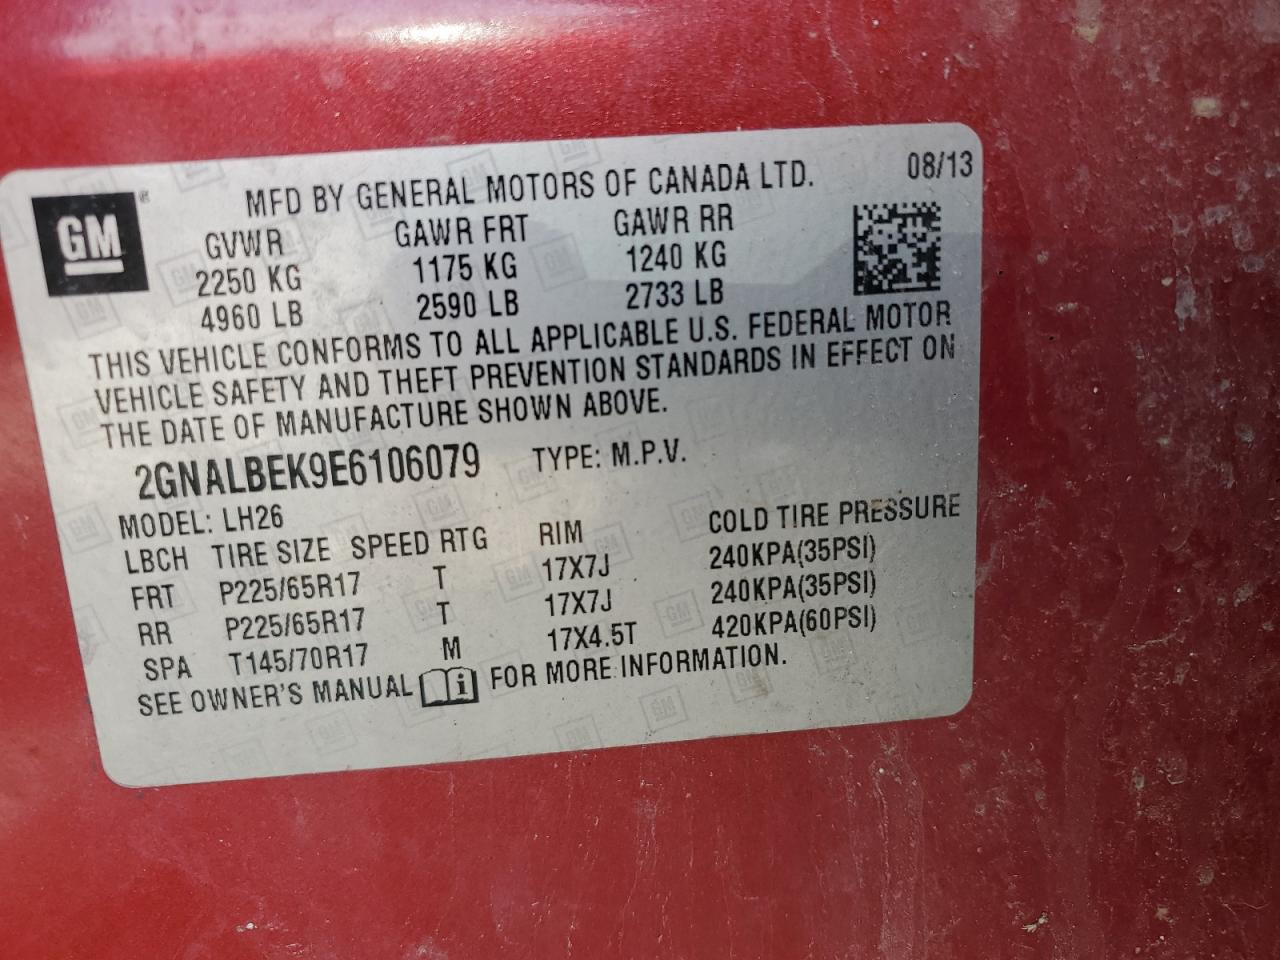 GM
MFD BY GENERAL MOTORS OF CANADA LTD. 08/13
GVWR GAWR FRT GAWR RR
2250 KG 1175 KG 1240 KG
4960 LB 2590 LB 2733 LB
THIS VEHICLE CONFORMS TO ALL APPLICABLE U.S. FEDERAL MOTOR
VEHICLE SAFETY AND THEFT PREVENTION STANDARDS IN EFFECT ON
THE DATE OF MANUFACTURE SHOWN ABOVE.
2GNALBEK9E6106079 TYPE: M.P.V.
MODEL: LH26
LBCH TIRE SIZE SPEED RTG RIM COLD TIRE PRESSURE
FRT P225/65R17 T 17X7J 240KPA(35PSI)
RR P225/65R17 T 17X7J 240KPA(35PSI)
SPA T145/70R17 M 17X4.5T 420KPA(60PSI)
SEE OWNER'S MANUAL i FOR MORE INFORMATION.